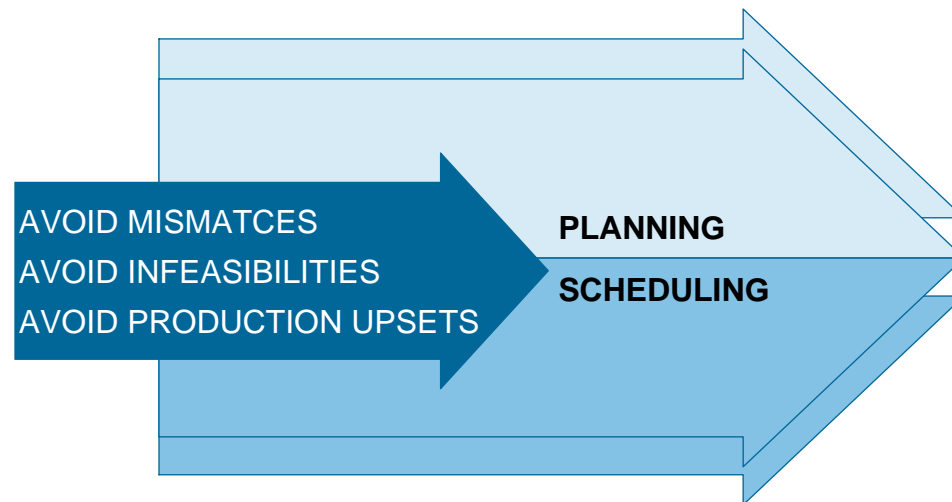 AVOID MISMATCES
AVOID INFEASIBILITIES
AVOID PRODUCTION UPSETS
PLANNING
SCHEDULING